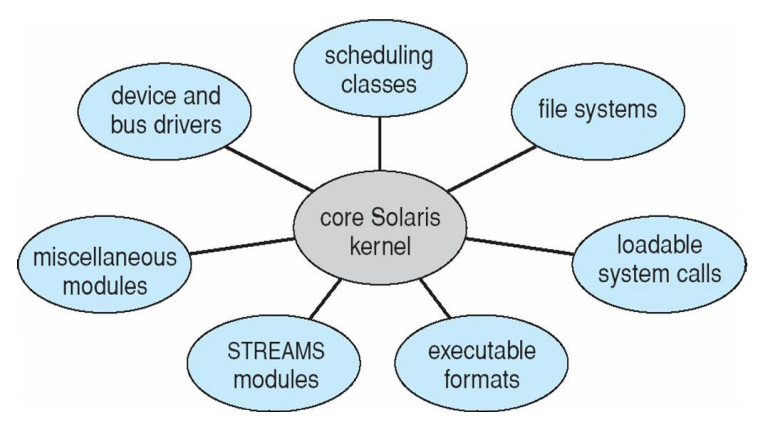 scheduling
classes
device and
bus drivers
file systems
core Solaris
kernel
miscellaneous
modules
loadable
system calls
STREAMS
modules
executable
formats